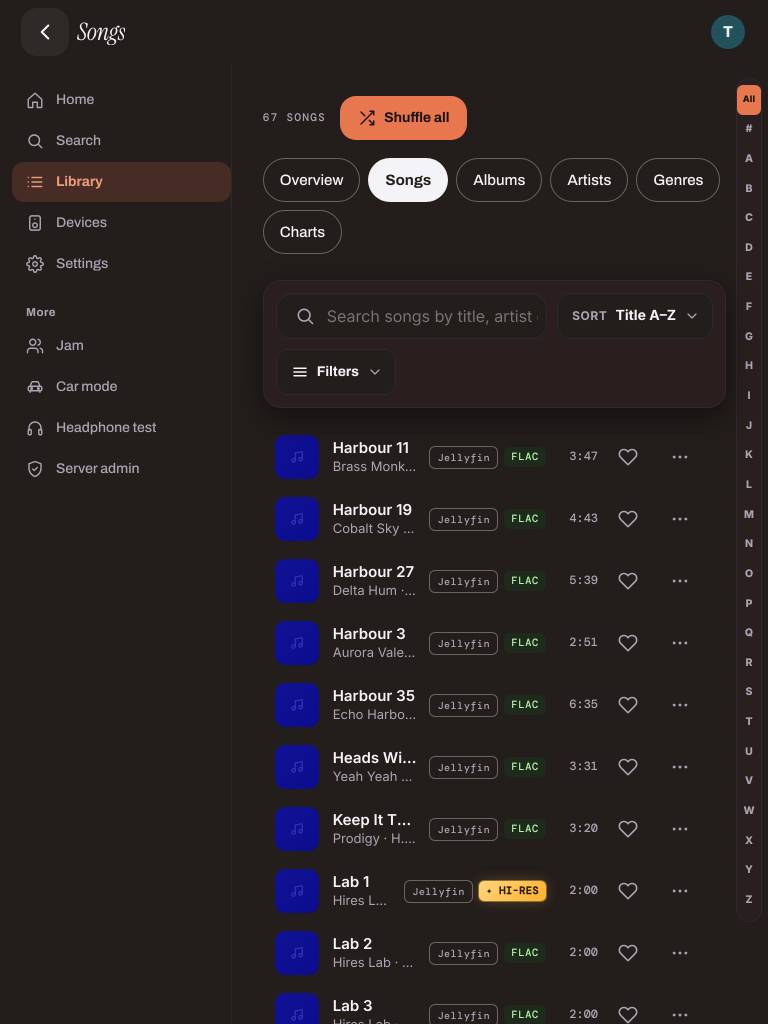 Songs
T
Home
Search
Library
Devices
Settings
More
Jam
Car mode
Headphone test
Server admin
67 SONGS
Shuffle all
Overview
Songs
Albums
Artists
Genres
Charts
Search songs by title, artist
SORT Title A–Z
Filters
Harbour 11
Brass Monk...
Jellyfin FLAC 3:47
Harbour 19
Cobalt Sky ...
Jellyfin FLAC 4:43
Harbour 27
Delta Hum ·...
Jellyfin FLAC 5:39
Harbour 3
Aurora Vale...
Jellyfin FLAC 2:51
Harbour 35
Echo Harbo...
Jellyfin FLAC 6:35
Heads Wi...
Yeah Yeah ...
Jellyfin FLAC 3:31
Keep It T...
Prodigy · H....
Jellyfin FLAC 3:20
Lab 1
Hires L...
Jellyfin ✦ HI-RES 2:00
Lab 2
Hires Lab · ...
Jellyfin FLAC 2:00
Lab 3
Hires Lab · ...
Jellyfin FLAC 2:00
All
#
A
B
C
D
E
F
G
H
I
J
K
L
M
N
O
P
Q
R
S
T
U
V
W
X
Y
Z